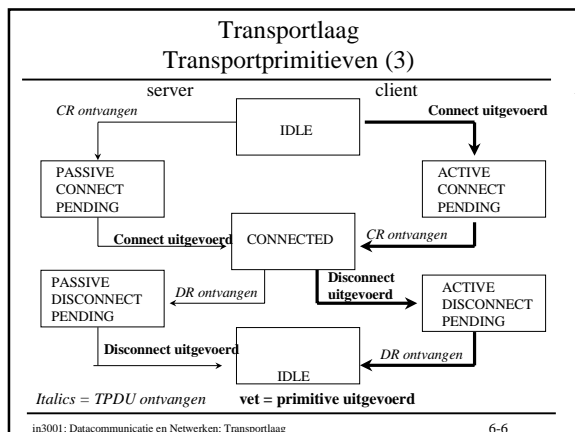 Transportlaag
Transportprimitieven (3)
server client
CR ontvangen
Connect uitgevoerd
IDLE
PASSIVE
CONNECT
PENDING
ACTIVE
CONNECT
PENDING
Connect uitgevoerd
CONNECTED
CR ontvangen
PASSIVE
DISCONNECT
PENDING
DR ontvangen
Disconnect
uitgevoerd
ACTIVE
DISCONNECT
PENDING
Disconnect uitgevoerd
IDLE
DR ontvangen
Italics = TPDU ontvangen vet = primitive uitgevoerd
in3001: Datacommunicatie en Netwerken: Transportlaag 6-6